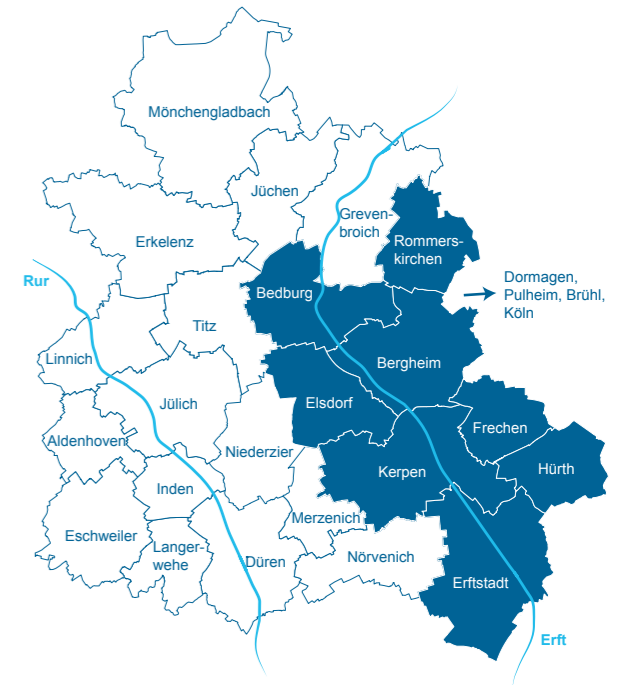 Mönchengladbach
Jüchen
Greven-
broich
Rommers-
kirchen
Erkelenz
Rur
Bedburg
Dormagen,
Pulheim, Brühl,
Köln
Titz
Linnich
Bergheim
Jülich
Elsdorf
Frechen
Aldenhoven
Niederzier
Kerpen
Hürth
Inden
Merzenich
Eschweiler
Langer-
wehe
Düren
Nörvenich
Erftstadt
Erft